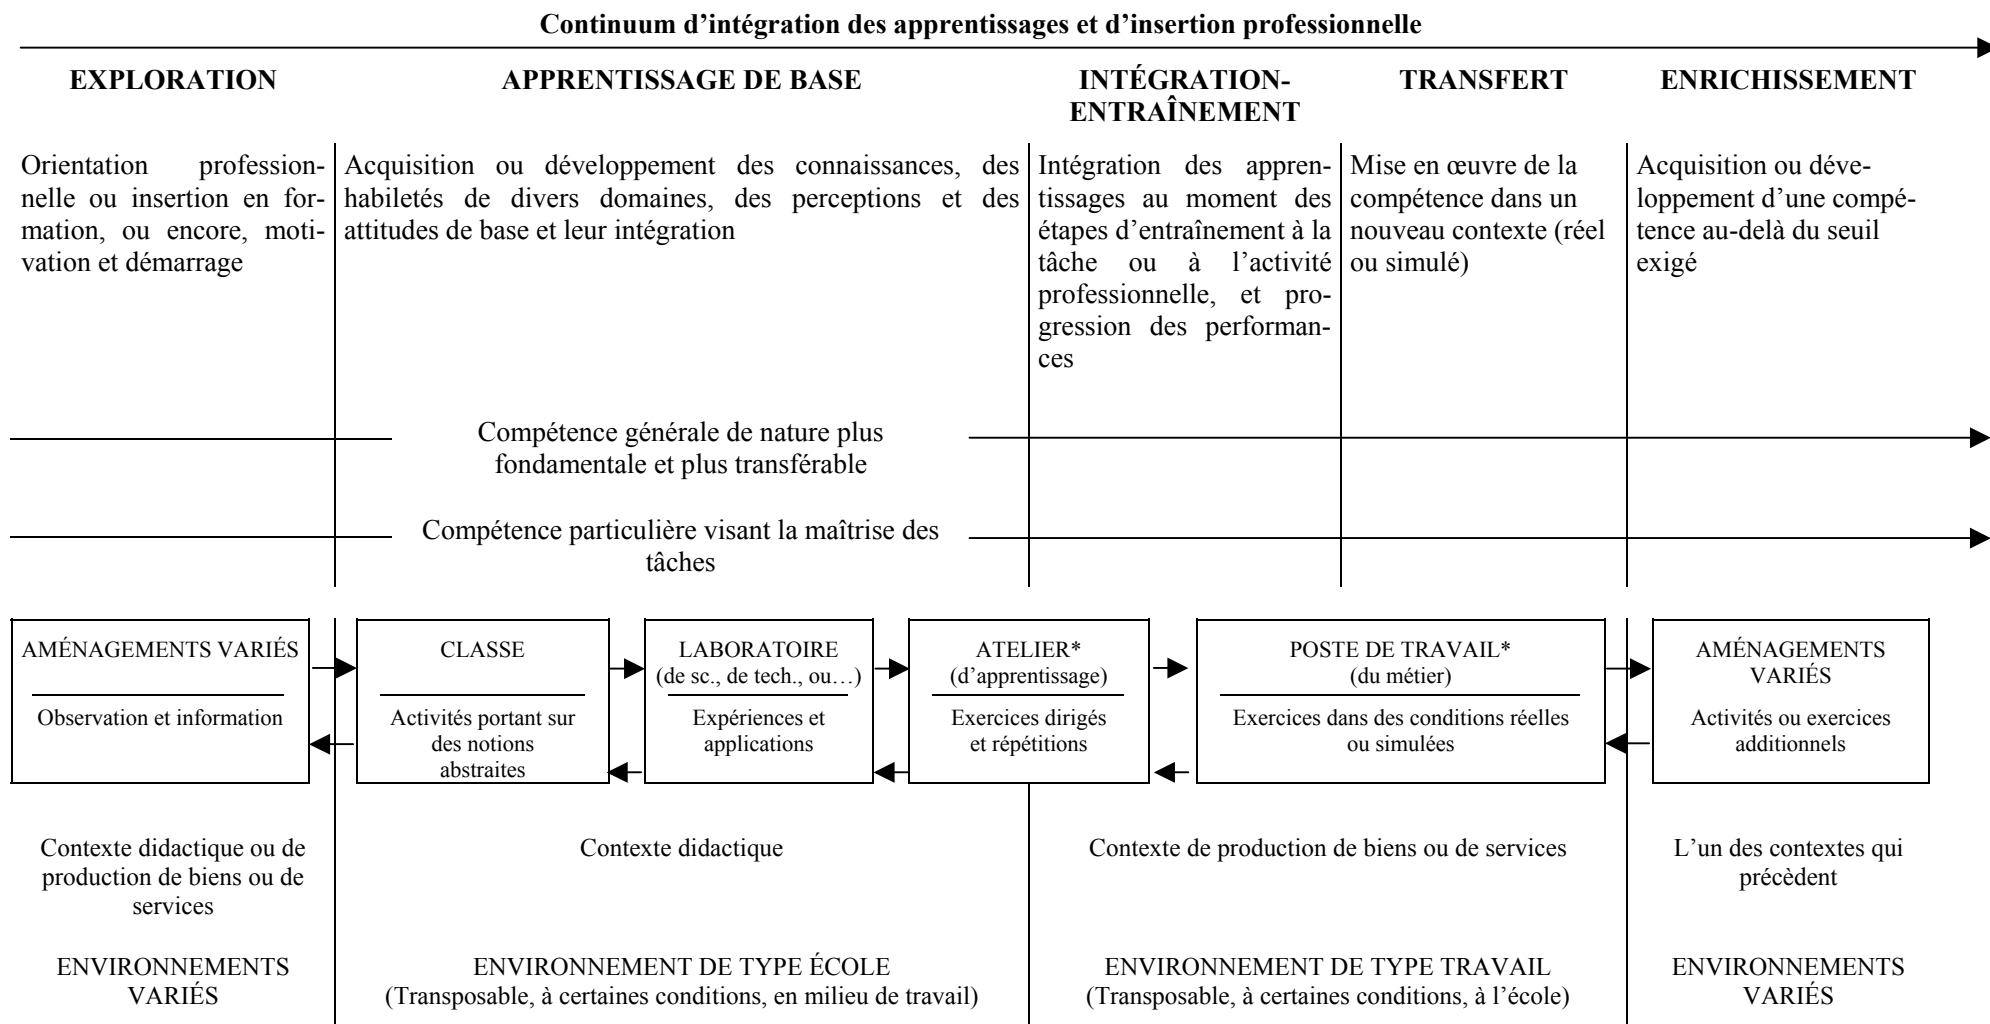 Continuum d’intégration des apprentissages et d’insertion professionnelle
EXPLORATION
APPRENTISSAGE DE BASE
INTÉGRATION-
ENTRAÎNEMENT
TRANSFERT
ENRICHISSEMENT
Orientation profession-
nelle ou insertion en for-
mation, ou encore, moti-
vation et démarrage
Acquisition ou développement des connaissances, des
habiletés de divers domaines, des perceptions et des
attitudes de base et leur intégration
Intégration des appren-
tissages au moment des
étapes d’entraînement à la
tâche ou à l’activité
professionnelle, et pro-
gression des performan-
ces
Mise en œuvre de la
compétence dans un
nouveau contexte (réel
ou simulé)
Acquisition ou déve-
loppement d’une compé-
tence au-delà du seuil
exigé
Compétence générale de nature plus
fondamentale et plus transférable
Compétence particulière visant la maîtrise des
tâches
AMÉNAGEMENTS VARIÉS
Observation et information
CLASSE
Activités portant sur
des notions
abstraites
LABORATOIRE
(de sc., de tech., ou…)
Expériences et
applications
ATELIER*
(d’apprentissage)
Exercices dirigés
et répétitions
POSTE DE TRAVAIL*
(du métier)
Exercices dans des conditions réelles
ou simulées
AMÉNAGEMENTS
VARIÉS
Activités ou exercices
additionnels
Contexte didactique ou de
production de biens ou de
services
Contexte didactique
Contexte de production de biens ou de services
L’un des contextes qui
précèdent
ENVIRONNEMENTS
VARIÉS
ENVIRONNEMENT DE TYPE ÉCOLE
(Transposable, à certaines conditions, en milieu de travail)
ENVIRONNEMENT DE TYPE TRAVAIL
(Transposable, à certaines conditions, à l’école)
ENVIRONNEMENTS
VARIÉS